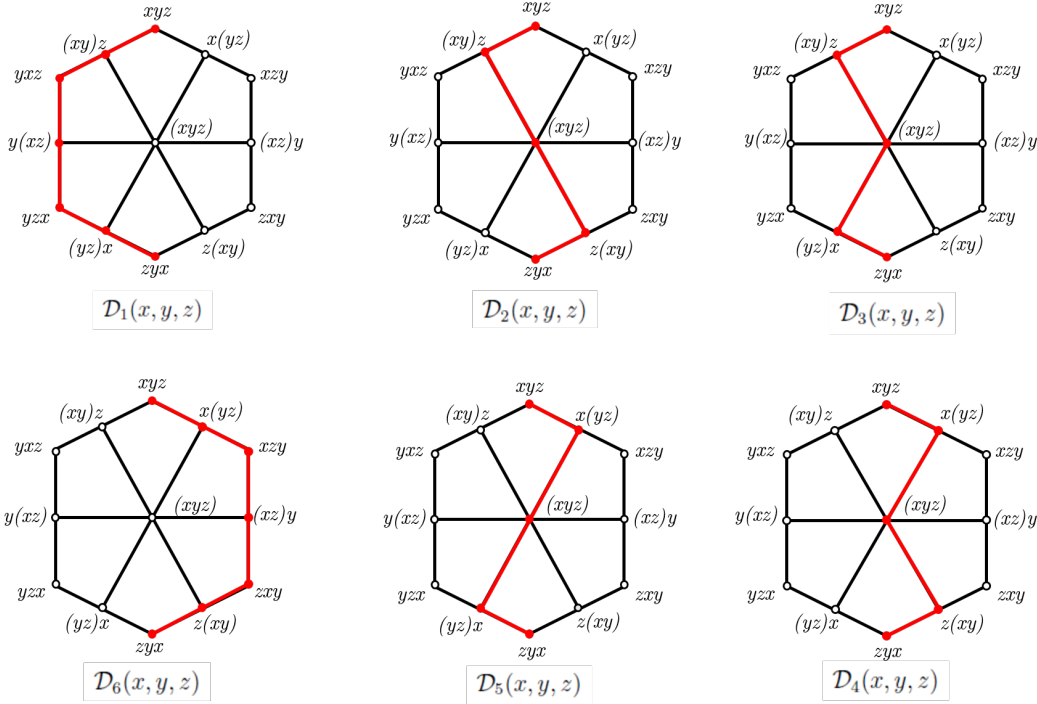 xyz xyz xyz
(xy)z x(yz) (xy)z x(yz) (xy)z x(yz)
yxz xzy yxz xzy yxz xzy
(xyz) (xyz) (xyz)
y(xz) (xz)y y(xz) (xz)y y(xz) (xz)y
yzx zxy yzx zxy yzx zxy
(yz)x z(xy) (yz)x z(xy) (yz)x z(xy)
zyx zyx zyx
𝒟₁(x, y, z) 𝒟₂(x, y, z) 𝒟₃(x, y, z)
xyz xyz xyz
(xy)z x(yz) (xy)z x(yz) (xy)z x(yz)
yxz xzy yxz xzy yxz xzy
(xyz) (xyz) (xyz)
y(xz) (xz)y y(xz) (xz)y y(xz) (xz)y
yzx zxy yzx zxy yzx zxy
(yz)x z(xy) (yz)x z(xy) (yz)x z(xy)
zyx zyx zyx
𝒟₆(x, y, z) 𝒟₅(x, y, z) 𝒟₄(x, y, z)